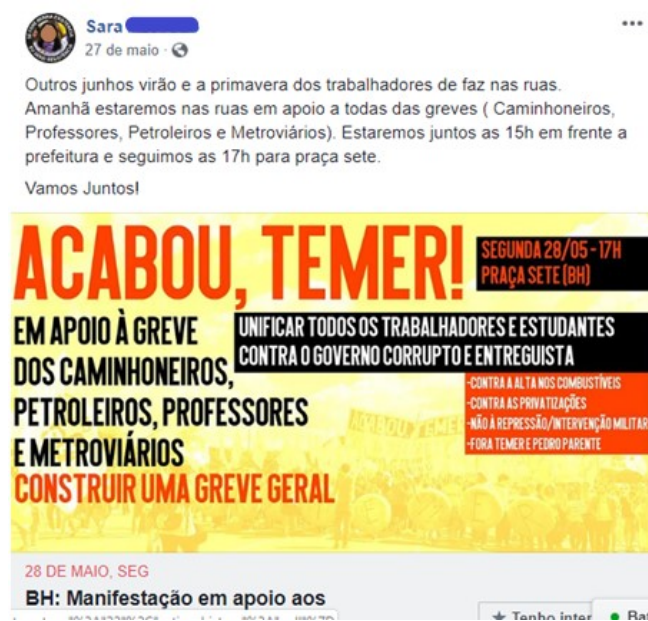 Sara
27 de maio
Outros junhos virão e a primavera dos trabalhadores de faz nas ruas.
Amanhã estaremos nas ruas em apoio a todas das greves ( Caminhoneiros,
Professores, Petroleiros e Metroviários). Estaremos juntos as 15h em frente a
prefeitura e seguimos as 17h para praça sete.
Vamos Juntos!
ACABOU, TEMER!
SEGUNDA 28/05 - 17H
PRAÇA SETE (BH)
EM APOIO À GREVE
DOS CAMINHONEIROS,
PETROLEIROS, PROFESSORES
E METROVIÁRIOS
CONSTRUIR UMA GREVE GERAL
UNIFICAR TODOS OS TRABALHADORES E ESTUDANTES
CONTRA O GOVERNO CORRUPTO E ENTREGUISTA
-CONTRA A ALTA NOS COMBUSTÍVEIS
-CONTRA AS PRIVATIZAÇÕES
-NÃO À REPRESSÃO/INTERVENÇÃO MILITAR
-FORA TEMER E PEDRO PARENTE
ACABOU TEMER
28 DE MAIO, SEG
BH: Manifestação em apoio aos
Tenho inter
Bat